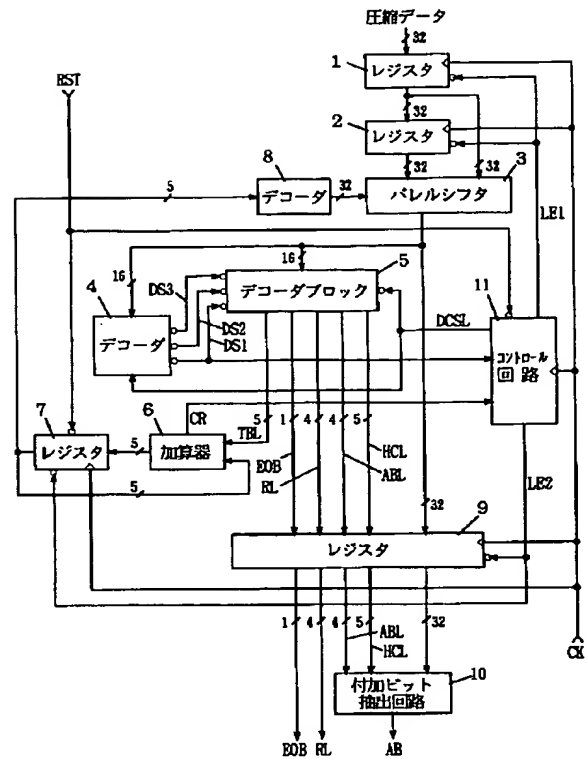 圧縮データ
32
1
レジスタ
RST
32
2
レジスタ
32
32
8
3
5
デコーダ
32
バレルシフタ
LE1
16
16
5
4
DS3
デコーダブロック
11
DS2
DCSL
デコーダ
DS1
コントロール
回路
7
6
CR
5
1
4
4
5
TBL
レジスタ
5
加算器
HCL
EOB
ABL
5
RL
LE2
32
9
レジスタ
1
4
4
5
32
ABL
HCL
CK
付加ビット
抽出回路
10
EOB
RL
AB